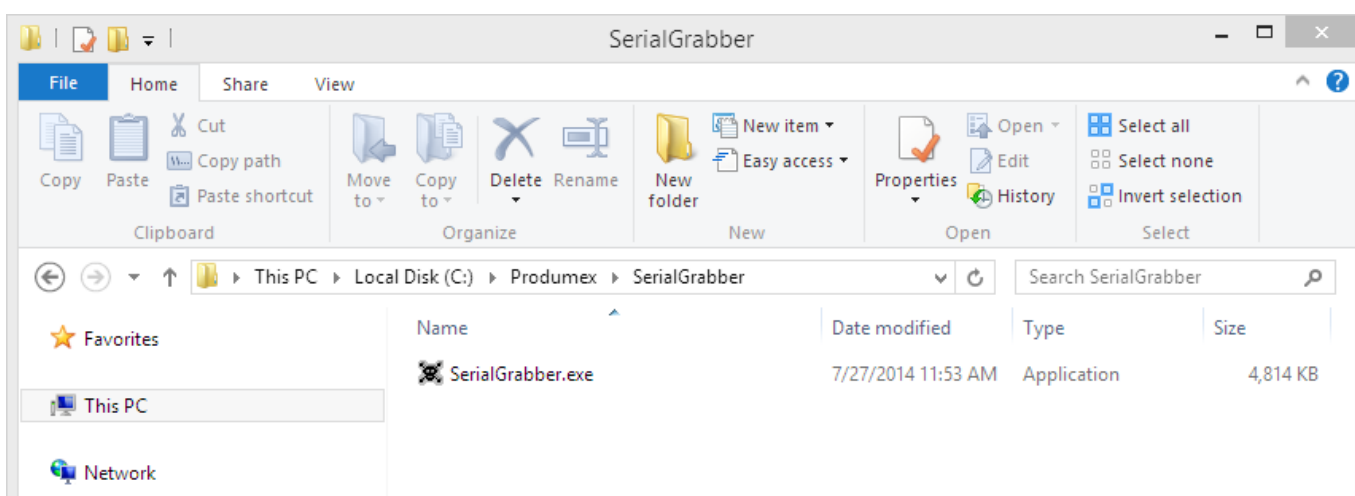 SerialGrabber
File Home Share View
Copy
Paste
Cut
Copy path
Paste shortcut
Clipboard
Move to
Copy to
Delete
Rename
Organize
New folder
New item
Easy access
New
Properties
Open
Edit
History
Open
Select all
Select none
Invert selection
Select
This PC Local Disk (C:) Produmex SerialGrabber
Search SerialGrabber
Favorites
This PC
Network
Name Date modified Type Size
SerialGrabber.exe 7/27/2014 11:53 AM Application 4,814 KB